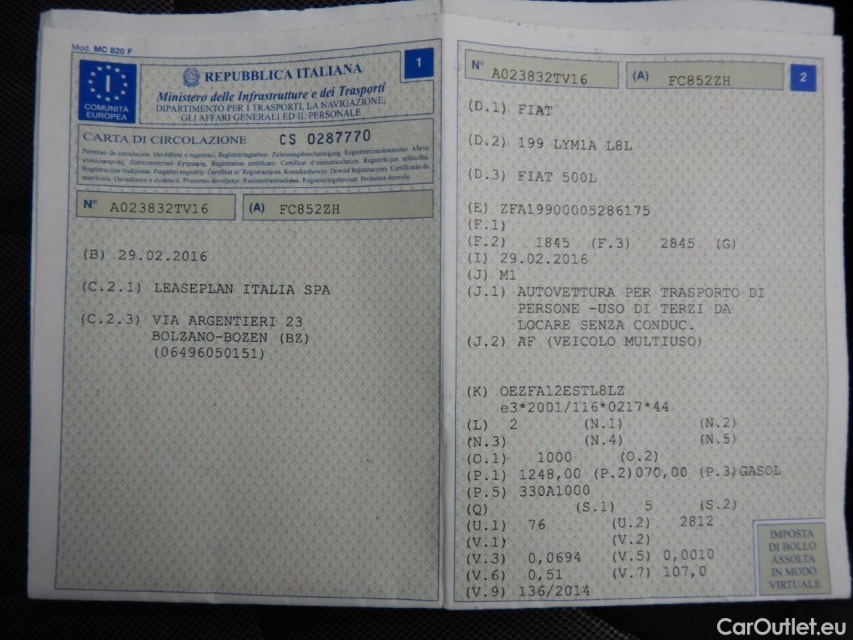 Mod. MC 820 F
COMUNITÀ
EUROPEA
I
REPUBBLICA ITALIANA
Ministero delle Infrastrutture e dei Trasporti
DIPARTIMENTO PER I TRASPORTI, LA NAVIGAZIONE,
GLI AFFARI GENERALI ED IL PERSONALE
1
CARTA DI CIRCOLAZIONE CS 0287770
N° A023832TV16 (A) FC852ZH
(B) 29.02.2016
(C.2.1) LEASEPLAN ITALIA SPA
(C.2.3) VIA ARGENTIERI 23
BOLZANO-BOZEN (BZ)
(06496050151)
N° A023832TV16 (A) FC852ZH 2
(D.1) FIAT
(D.2) 199 LYM1A L8L
(D.3) FIAT 500L
(E) ZFA19900005286175
(F.1)
(F.2) 1845 (F.3) 2845 (G)
(I) 29.02.2016
(J) M1
(J.1) AUTOVETTURA PER TRASPORTO DI
PERSONE -USO DI TERZI DA
LOCARE SENZA CONDUC.
(J.2) AF (VEICOLO MULTIUSO)
(K) OEZFA12ESTL8LZ
e3*2001/116*0217*44
(L) 2 (N.1) (N.2)
(N.3) (N.4) (N.5)
(O.1) 1000 (O.2)
(P.1) 1248,00 (P.2)070,00 (P.3)GASOL
(P.5) 330A1000
(Q) (S.1) 5 (S.2)
(U.1) 76 (U.2) 2812
(V.1) (V.2)
(V.3) 0,0694 (V.5) 0,0010
(V.6) 0,51 (V.7) 107,0
(V.9) 136/2014
IMPOSTA
DI BOLLO
ASSOLTA
IN MODO
VIRTUALE
CarOutlet.eu